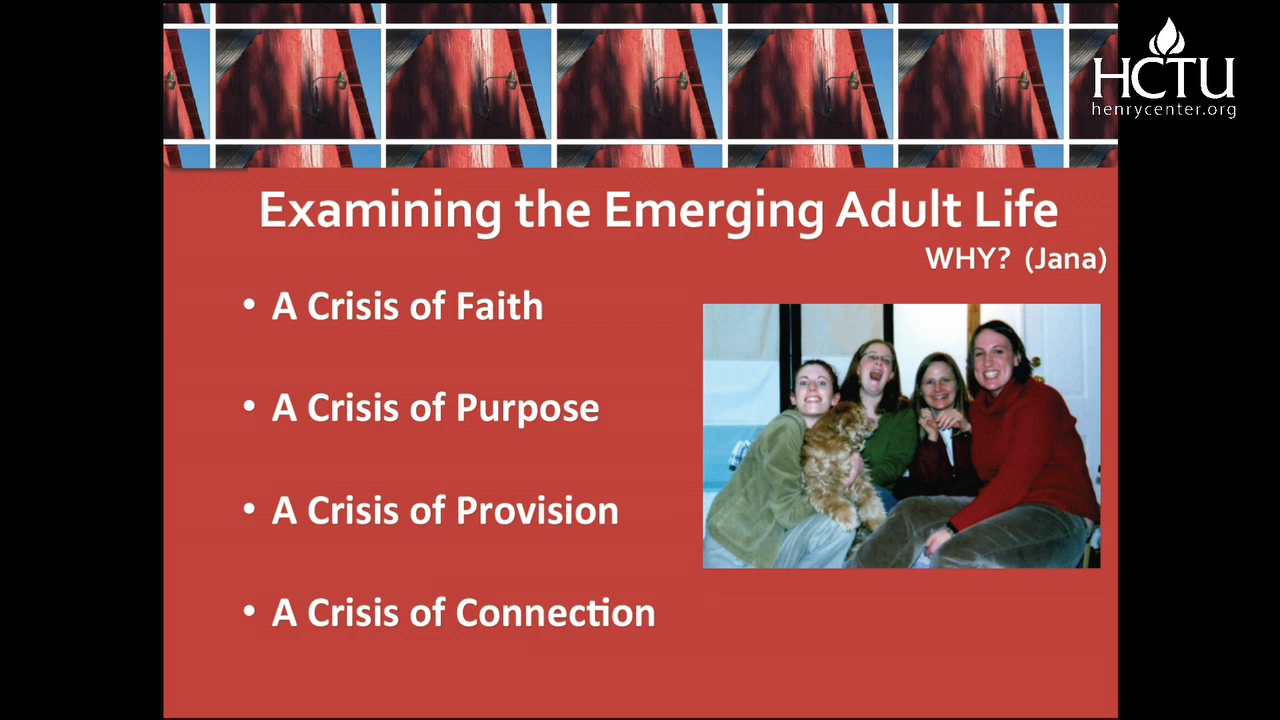 HCTU
henrycenter.org
Examining the Emerging Adult Life
WHY? (Jana)
• A Crisis of Faith
• A Crisis of Purpose
• A Crisis of Provision
• A Crisis of Connection